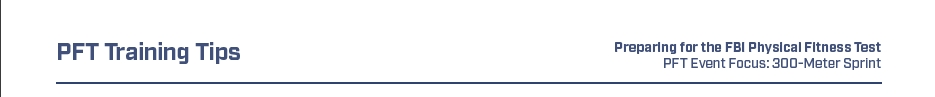 PFT Training Tips
Preparing for the FBI Physical Fitness Test
PFT Event Focus: 300-Meter Sprint